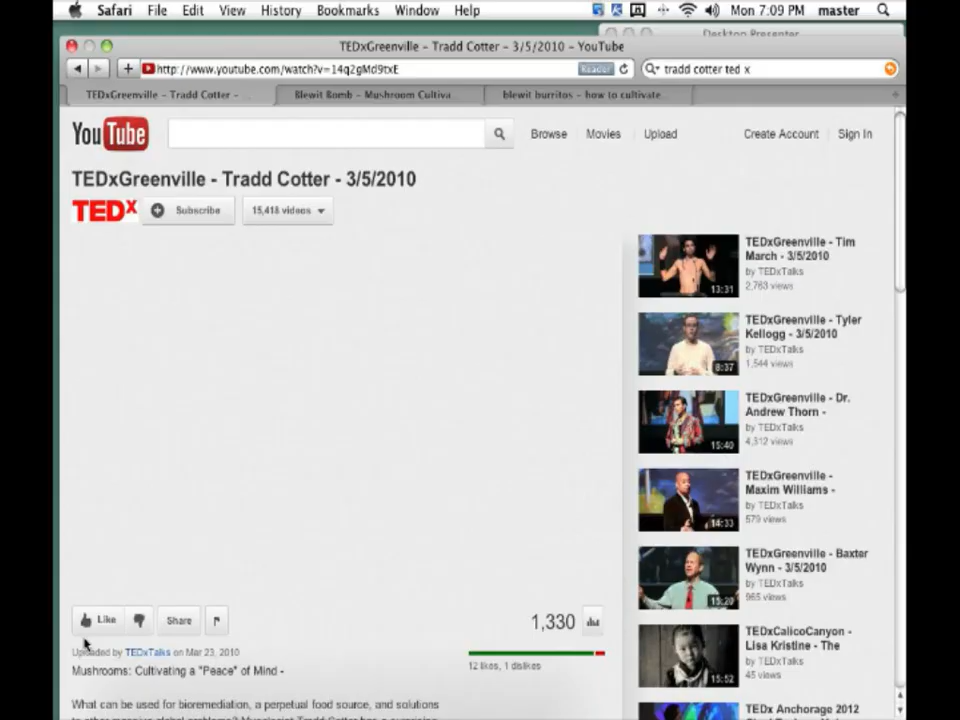 Safari File Edit View History Bookmarks Window Help Mon 7:09 PM master
Desktop Presenter
TEDxGreenville - Tradd Cotter - 3/5/2010 - YouTube
http://www.youtube.com/watch?v=14q2gMd9txE Reader tradd cotter ted x
TEDxGreenville - Tradd Cotter - ... Blewit Bomb - Mushroom Cultiva... blewit burritos - how to cultivate...
YouTube Browse Movies Upload Create Account Sign In
TEDxGreenville - Tradd Cotter - 3/5/2010
TEDx Subscribe 15,418 videos
TEDxGreenville - Tim
March - 3/5/2010
by TEDxTalks
2,763 views
13:31
TEDxGreenville - Tyler
Kellogg - 3/5/2010
by TEDxTalks
1,544 views
8:37
TEDxGreenville - Dr.
Andrew Thorn -
by TEDxTalks
4,312 views
15:40
TEDxGreenville -
Maxim Williams -
by TEDxTalks
579 views
14:33
TEDxGreenville - Baxter
Wynn - 3/5/2010
by TEDxTalks
965 views
15:20
TEDxCalicoCanyon -
Lisa Kristine - The
by TEDxTalks
45 views
15:52
TEDx Anchorage 2012
Like Share 1,330
Uploaded by TEDxTalks on Mar 23, 2010
12 likes, 1 dislikes
Mushrooms: Cultivating a "Peace" of Mind -
What can be used for bioremediation, a perpetual food source, and solutions